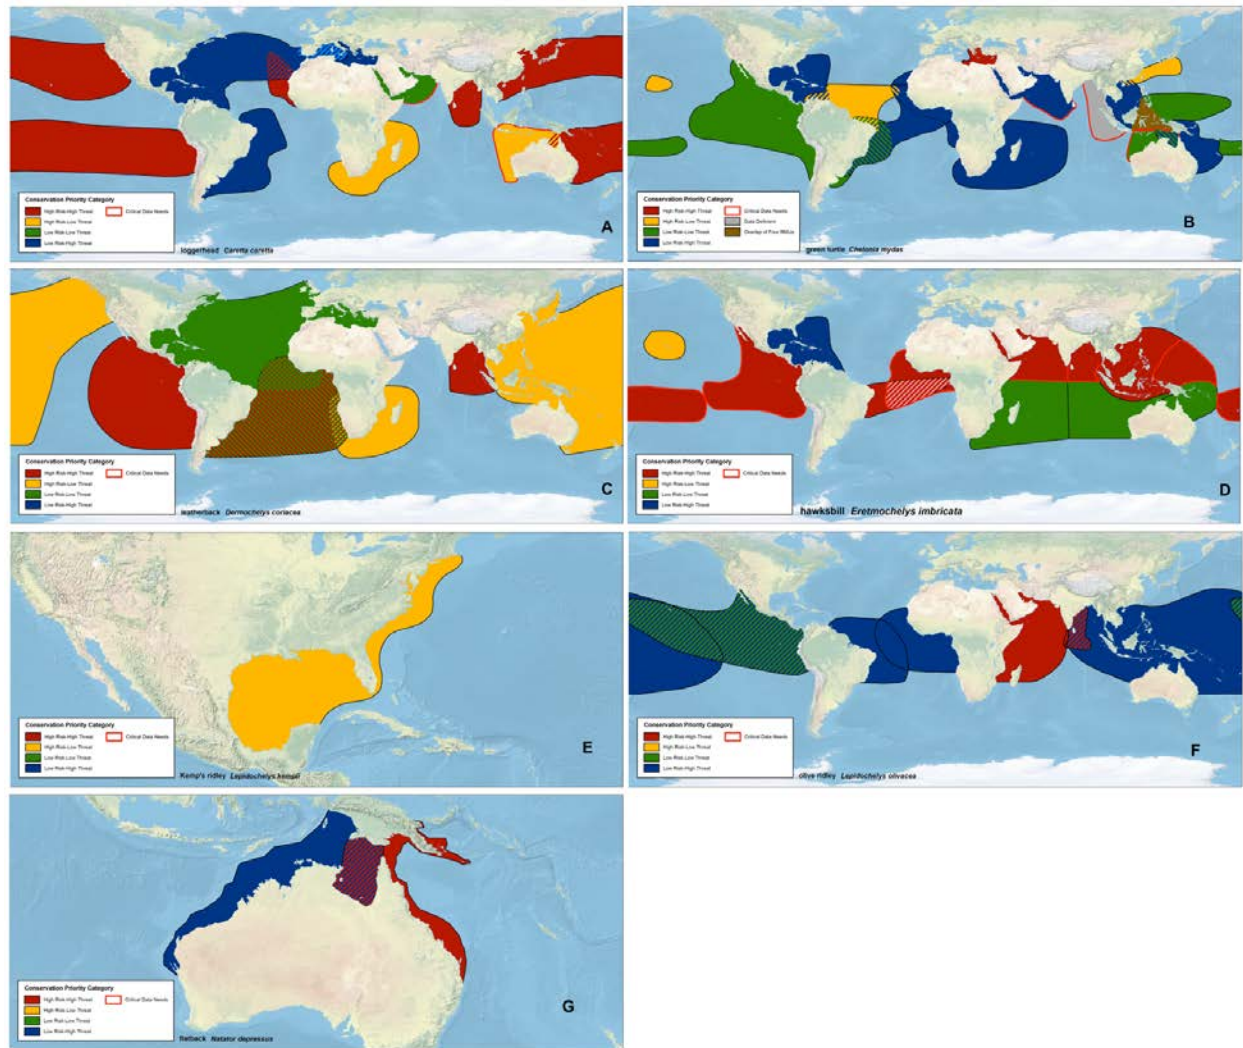 Conservation Priority Category
High Risk-High Threat
Critical Data Needs
High Risk-Low Threat
Low Risk-Low Threat
Low Risk-High Threat
loggerhead Caretta caretta
A
Conservation Priority Category
High Risk-High Threat
Critical Data Needs
High Risk-Low Threat
Data Deficient
Low Risk-Low Threat
Overlay of Four RMUs
Low Risk-High Threat
green turtle Chelonia mydas
B
Conservation Priority Category
High Risk-High Threat
Critical Data Needs
High Risk-Low Threat
Low Risk-Low Threat
Low Risk-High Threat
leatherback Dermochelys coriacea
C
Conservation Priority Category
High Risk-High Threat
Critical Data Needs
High Risk-Low Threat
Low Risk-Low Threat
Low Risk-High Threat
hawksbill Eretmochelys imbricata
D
Conservation Priority Category
High Risk-High Threat
Critical Data Needs
High Risk-Low Threat
Low Risk-Low Threat
Low Risk-High Threat
Kemp's ridley Lepidochelys kempii
E
Conservation Priority Category
High Risk-High Threat
Critical Data Needs
High Risk-Low Threat
Low Risk-Low Threat
Low Risk-High Threat
olive ridley Lepidochelys olivacea
F
Conservation Priority Category
High Risk-High Threat
Critical Data Needs
High Risk-Low Threat
Low Risk-Low Threat
Low Risk-High Threat
flatback Natator depressus
G